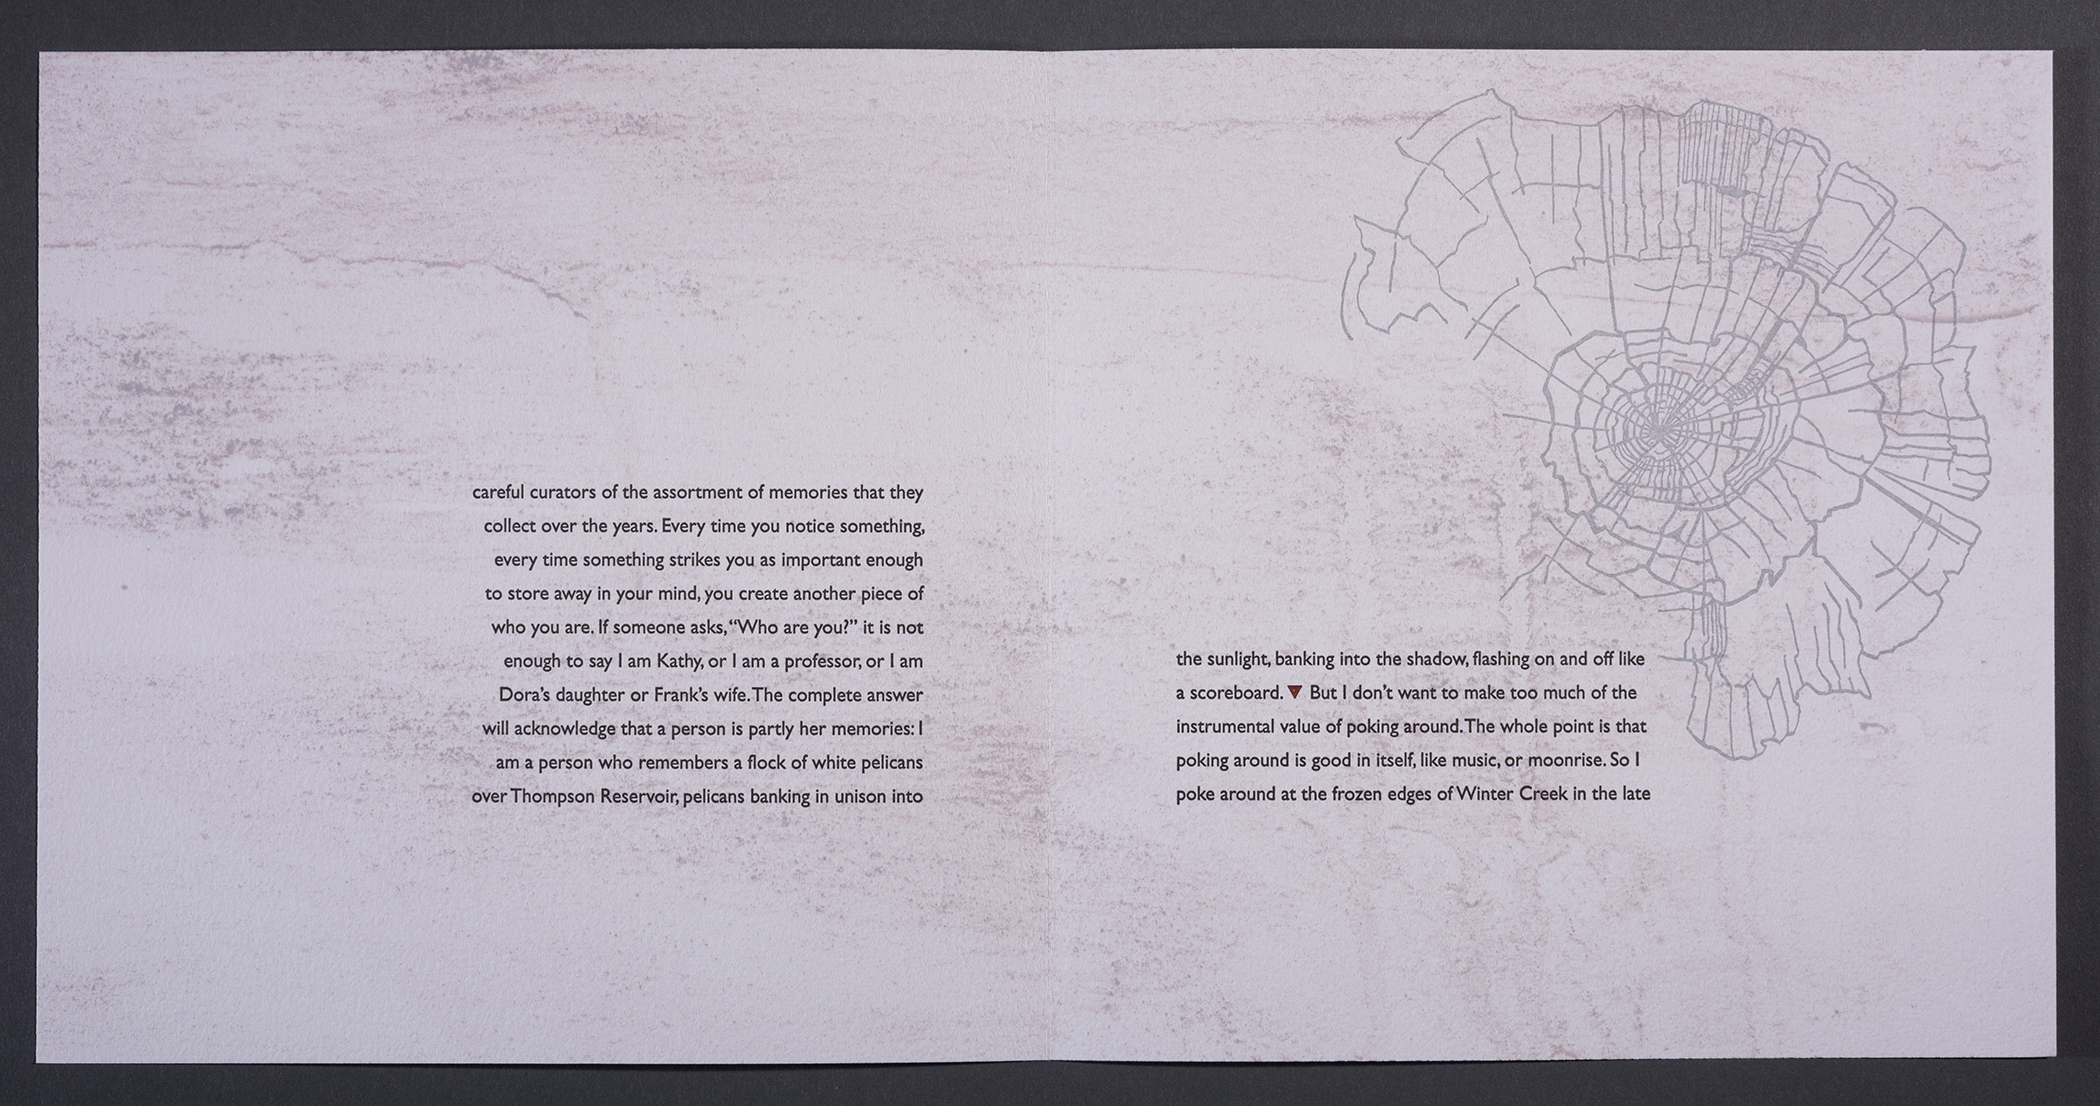 careful curators of the assortment of memories that they
collect over the years. Every time you notice something,
every time something strikes you as important enough
to store away in your mind, you create another piece of
who you are. If someone asks, “Who are you?” it is not
enough to say I am Kathy, or I am a professor, or I am
Dora’s daughter or Frank’s wife. The complete answer
will acknowledge that a person is partly her memories: I
am a person who remembers a flock of white pelicans
over Thompson Reservoir, pelicans banking in unison into
the sunlight, banking into the shadow, flashing on and off like
a scoreboard. ▼ But I don’t want to make too much of the
instrumental value of poking around. The whole point is that
poking around is good in itself, like music, or moonrise. So I
poke around at the frozen edges of Winter Creek in the late